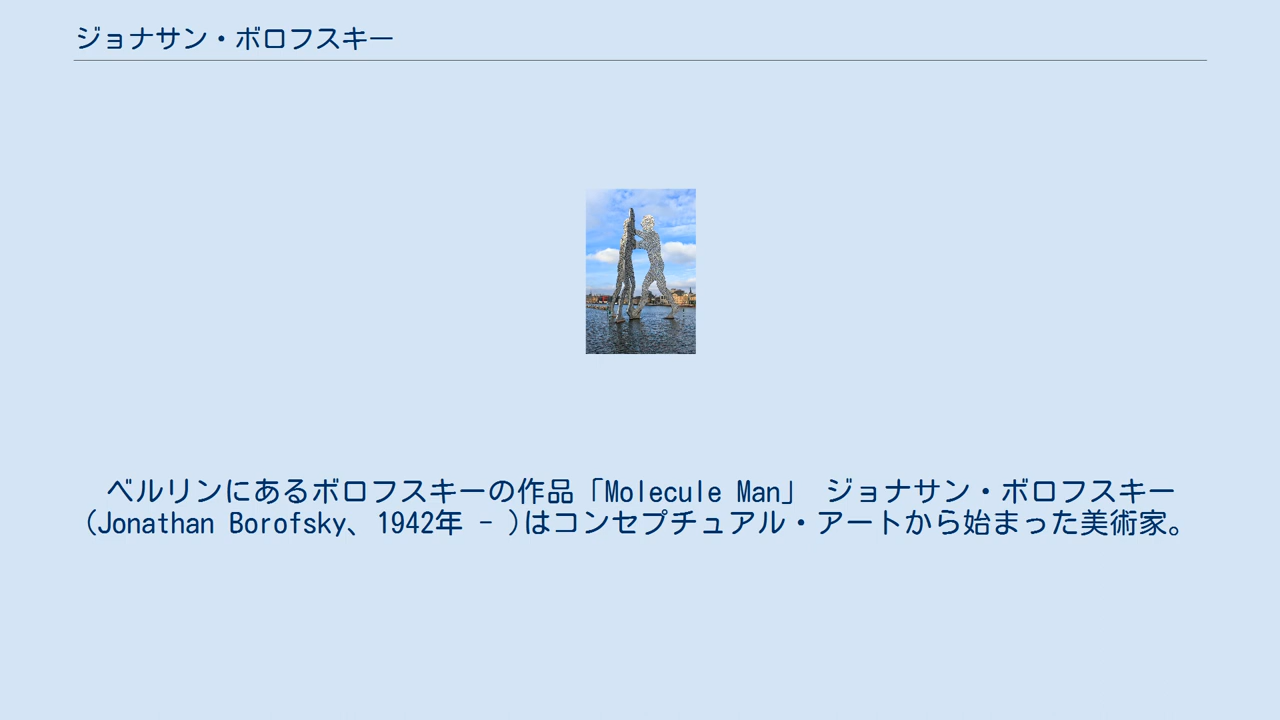 ジョナサン・ボロフスキー
ベルリンにあるボロフスキーの作品「Molecule Man」 ジョナサン・ボロフスキー
(Jonathan Borofsky、1942年 - )はコンセプチュアル・アートから始まった美術家。